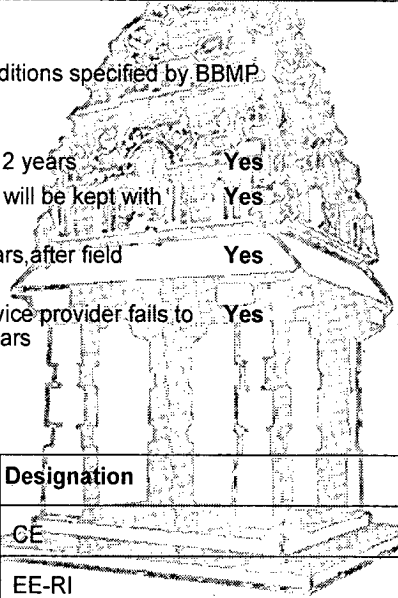 ditions specified by BBMP
2 years Yes
will be kept with Yes
ars,after field Yes
vice provider fails to Yes
ars
Designation
CE
EE-RI